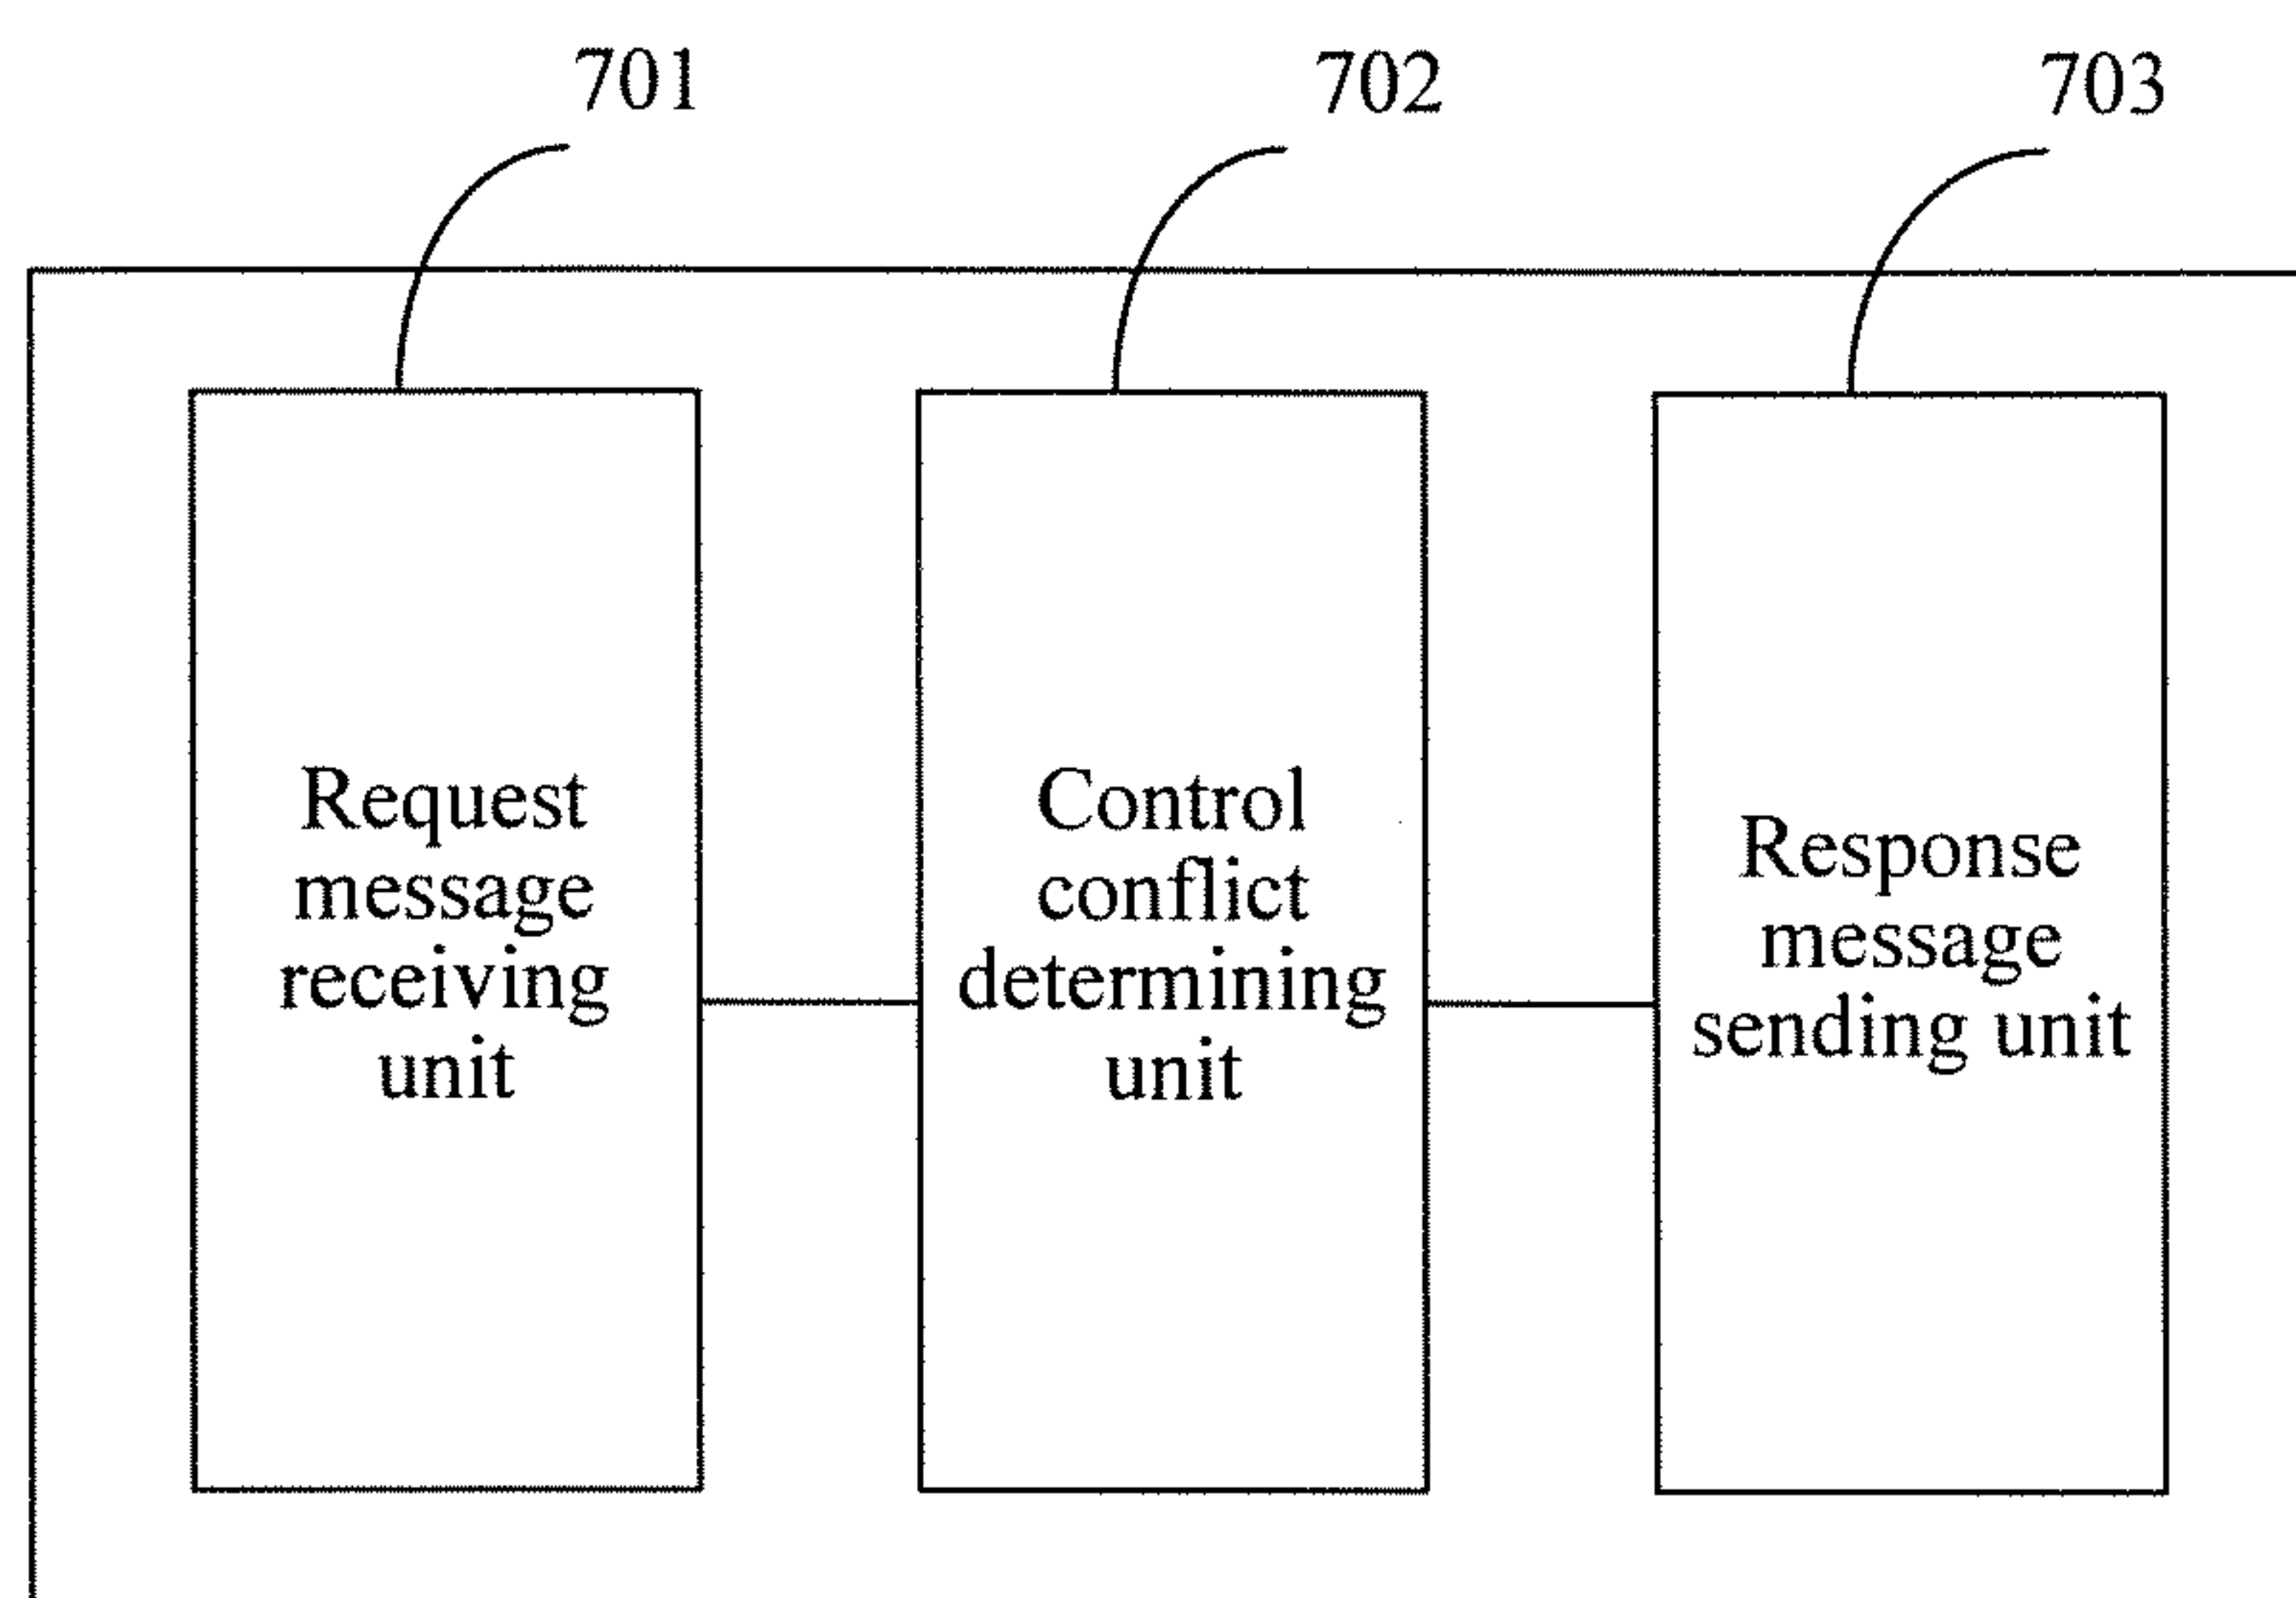 701
702
703
Request
message
receiving
unit
Control
conflict
determining
unit
Response
message
sending unit